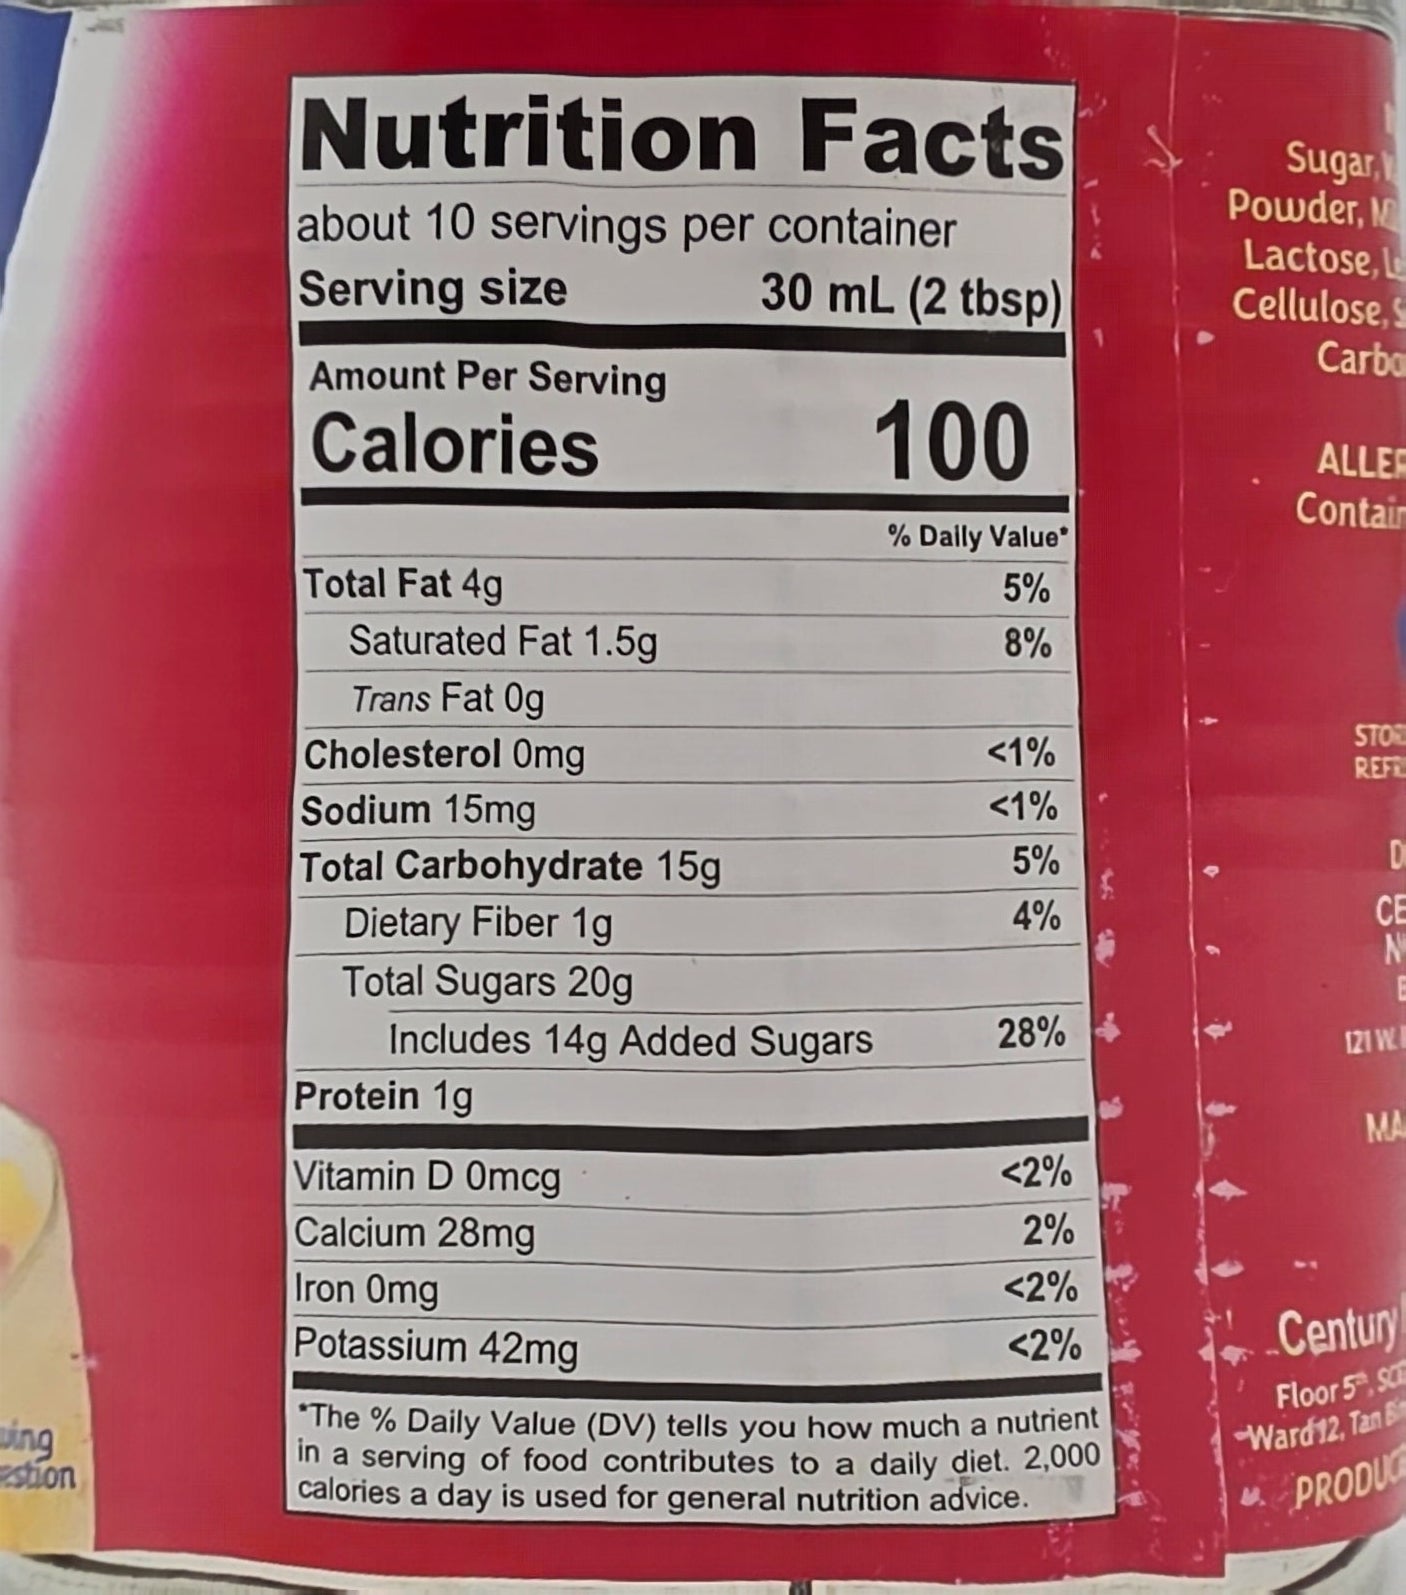 Nutrition Facts
about 10 servings per container
Serving size 30 mL (2 tbsp)
Amount Per Serving
Calories 100
% Daily Value*
Total Fat 4g 5%
Saturated Fat 1.5g 8%
Trans Fat 0g
Cholesterol 0mg <1%
Sodium 15mg <1%
Total Carbohydrate 15g 5%
Dietary Fiber 1g 4%
Total Sugars 20g
Includes 14g Added Sugars 28%
Protein 1g
Vitamin D 0mcg <2%
Calcium 28mg 2%
Iron 0mg <2%
Potassium 42mg <2%
*The % Daily Value (DV) tells you how much a nutrient
in a serving of food contributes to a daily diet. 2,000
calories a day is used for general nutrition advice.
Sugar,
Powder,
Lactose,
Cellulose,
Century
Floor 5th,
Ward 12, Tan